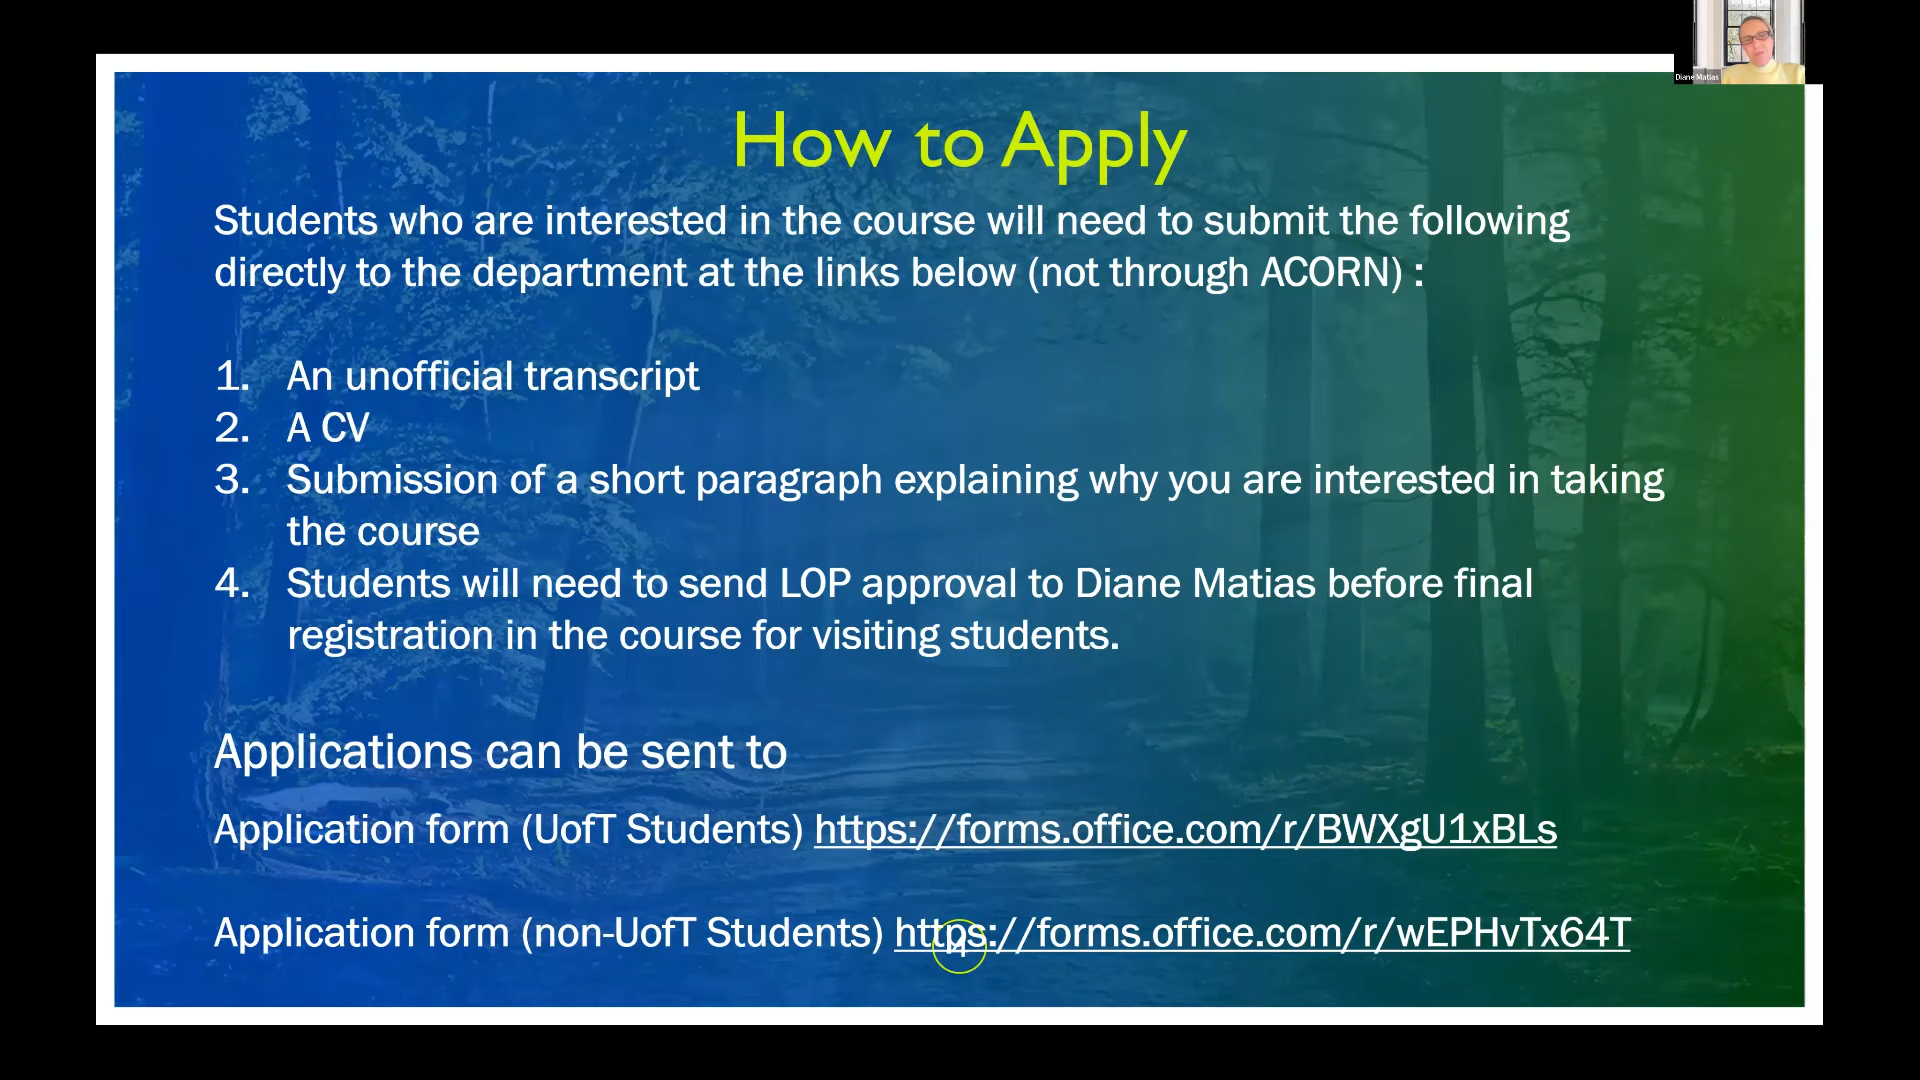 Diane Matias
How to Apply
Students who are interested in the course will need to submit the following
directly to the department at the links below (not through ACORN) :
1. An unofficial transcript
2. A CV
3. Submission of a short paragraph explaining why you are interested in taking
the course
4. Students will need to send LOP approval to Diane Matias before final
registration in the course for visiting students.
Applications can be sent to
Application form (UofT Students) https://forms.office.com/r/BWXgU1xBLs
Application form (non-UofT Students) https://forms.office.com/r/wEPHvTx64T
14